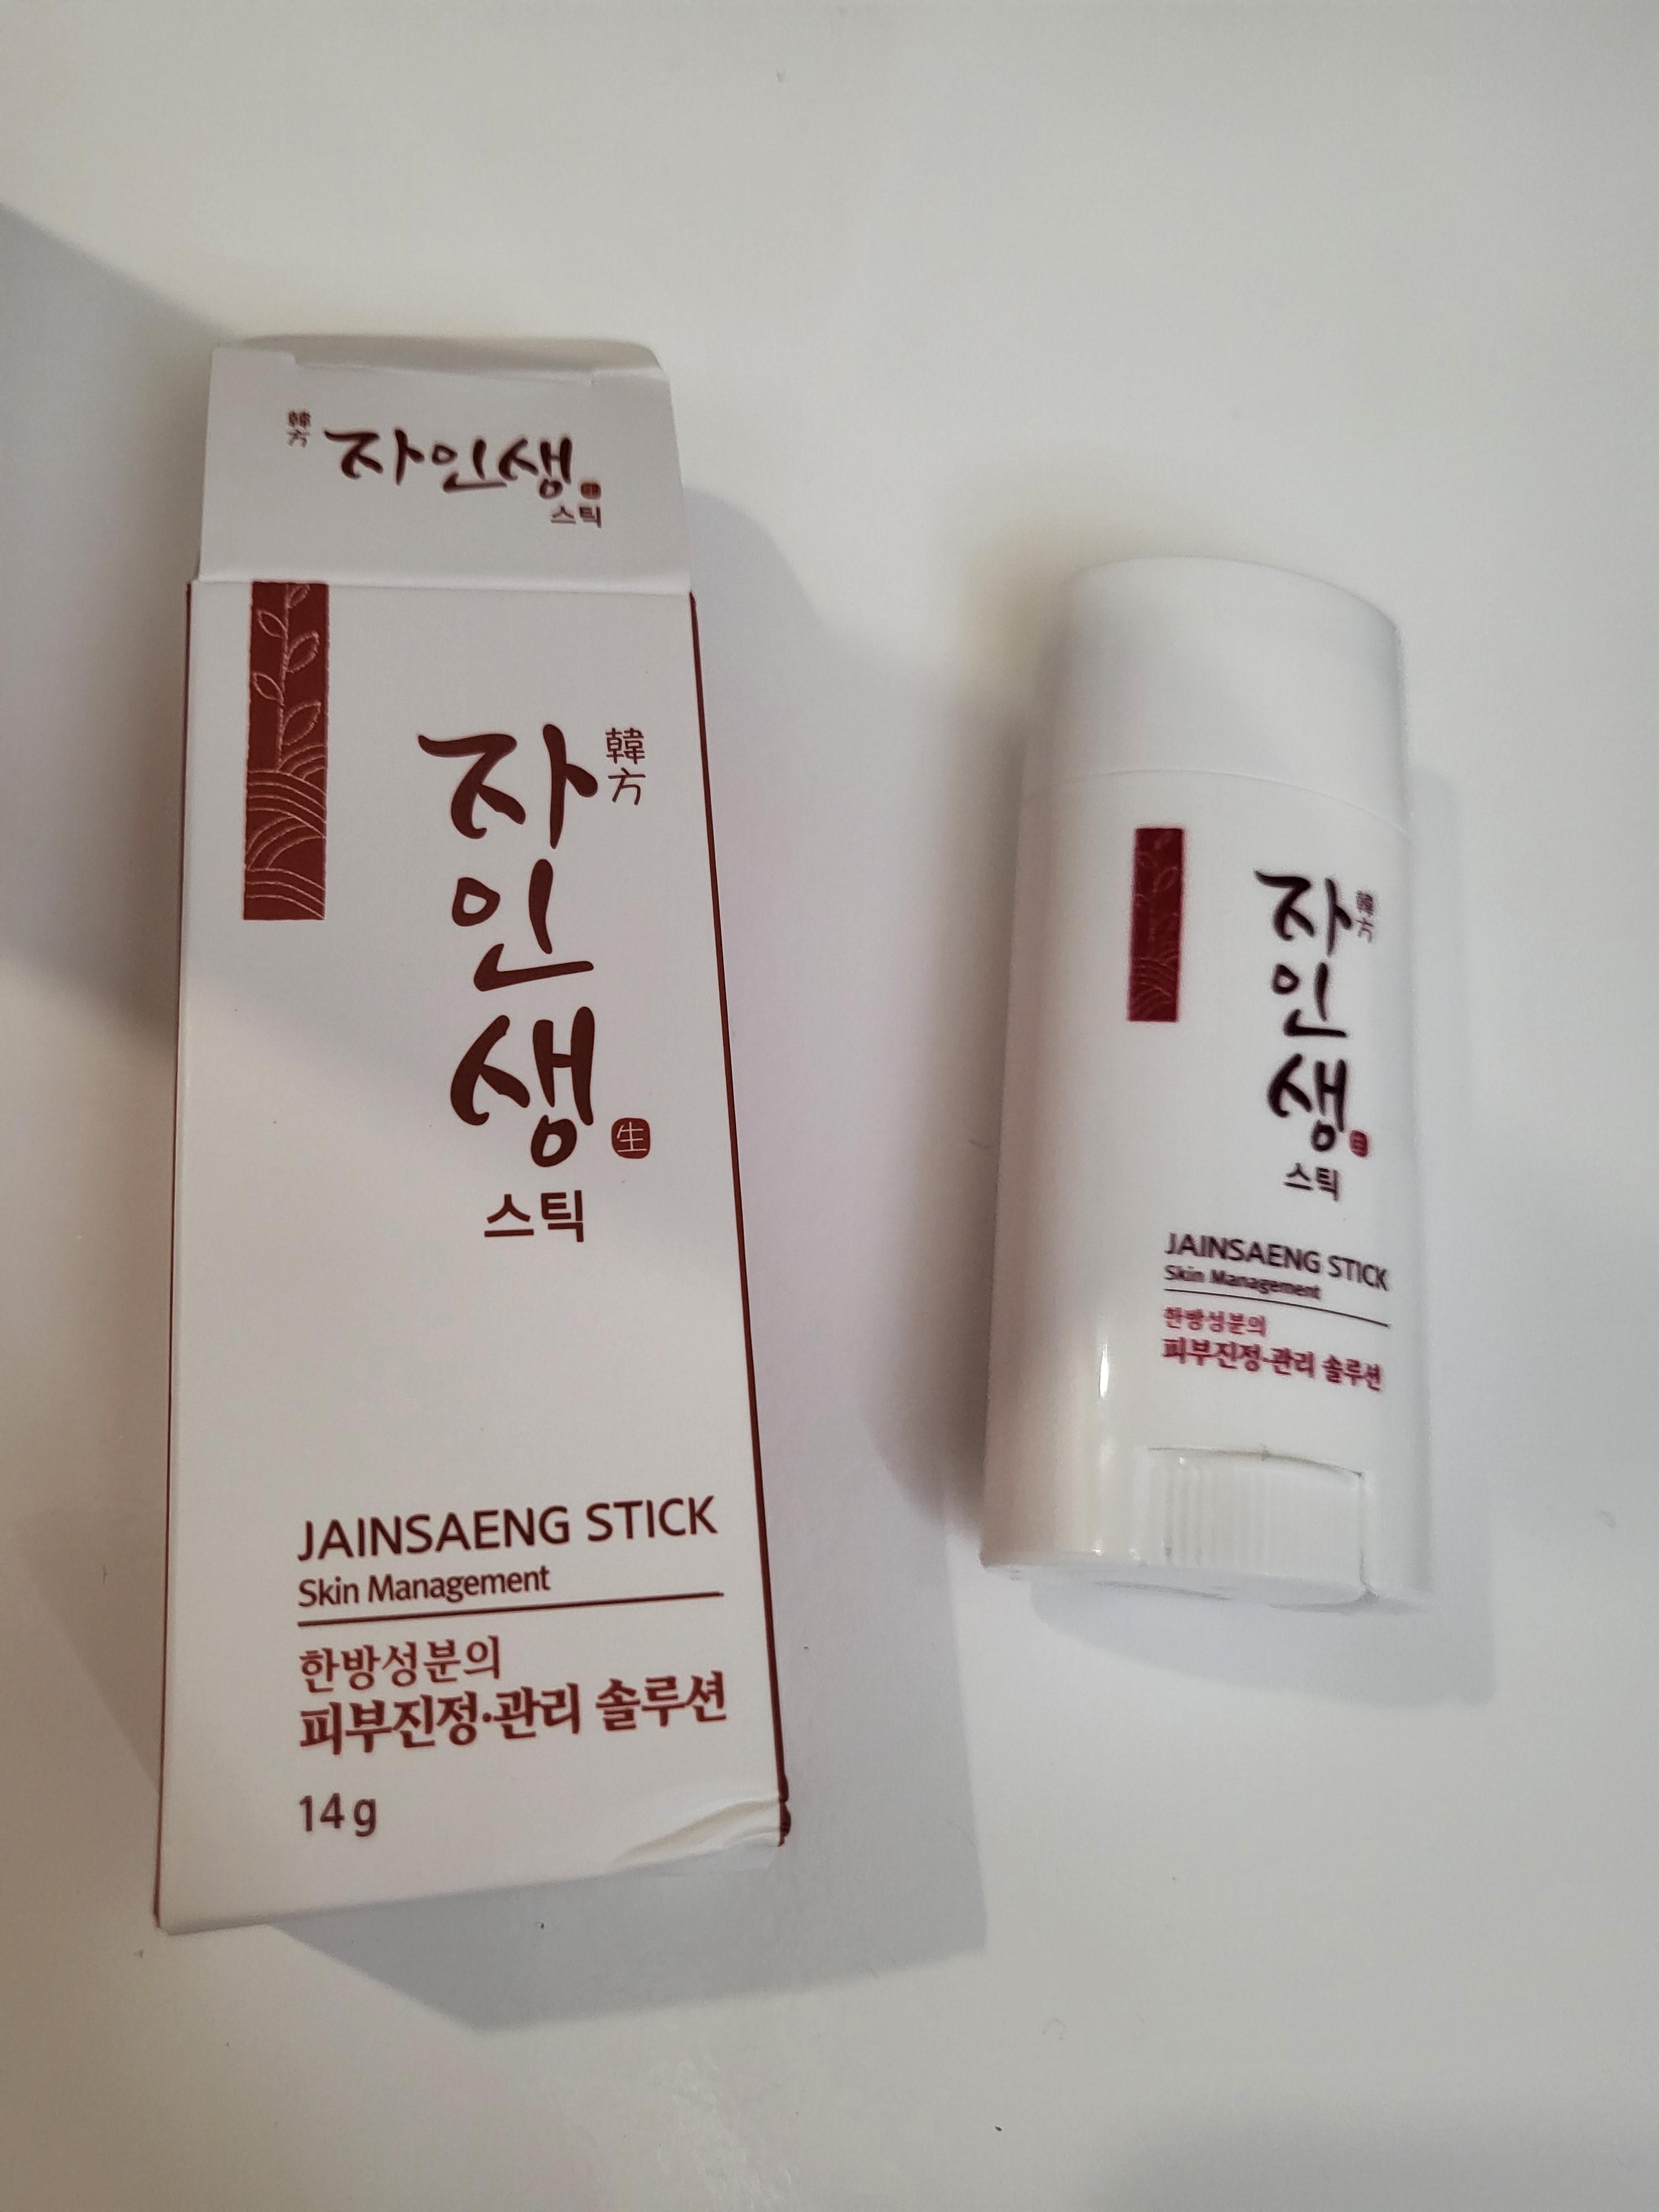 韓方
자인생
스틱
韓方
자인생
生
스틱
JAINSAENG STICK
Skin Management
한방성분의
피부진정·관리 솔루션
14g
韓方
자인생
스틱
JAINSAENG STICK
Skin Management
한방성분의
피부진정·관리 솔루션